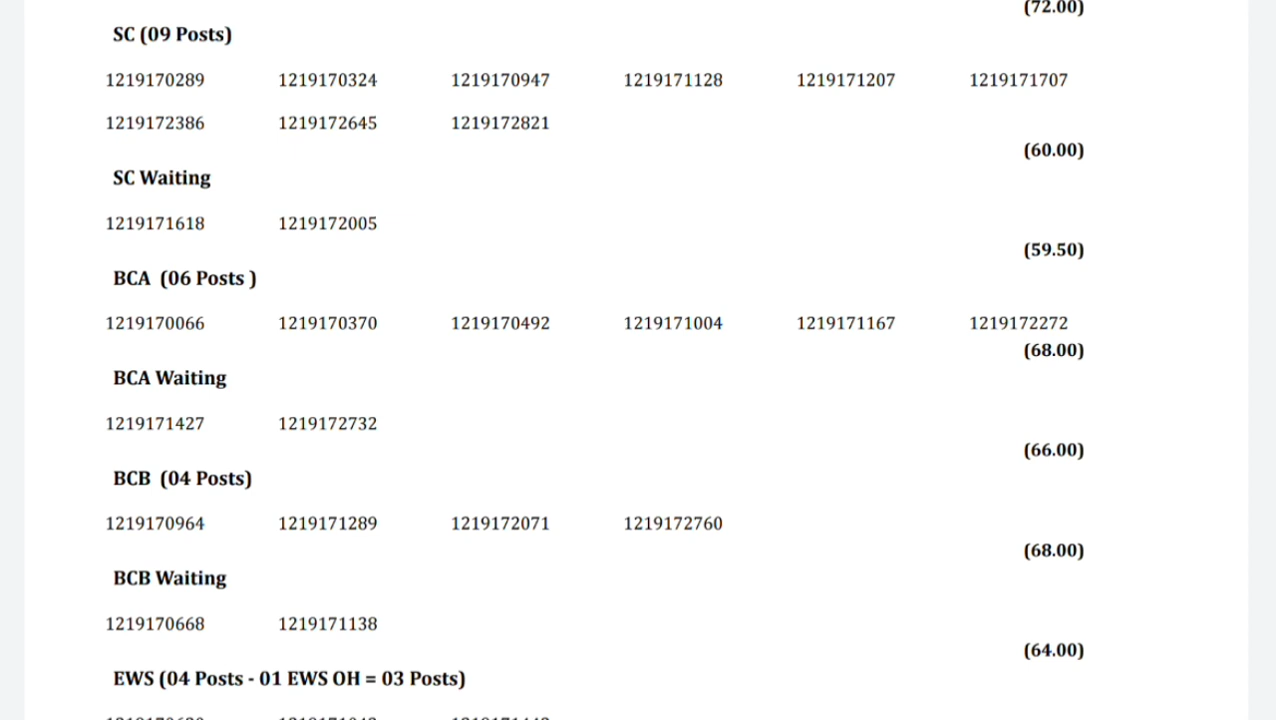 (72.00)
SC (09 Posts)
1219170289 1219170324 1219170947 1219171128 1219171207 1219171707
1219172386 1219172645 1219172821
(60.00)
SC Waiting
1219171618 1219172005
(59.50)
BCA (06 Posts )
1219170066 1219170370 1219170492 1219171004 1219171167 1219172272
(68.00)
BCA Waiting
1219171427 1219172732
(66.00)
BCB (04 Posts)
1219170964 1219171289 1219172071 1219172760
(68.00)
BCB Waiting
1219170668 1219171138
(64.00)
EWS (04 Posts - 01 EWS OH = 03 Posts)